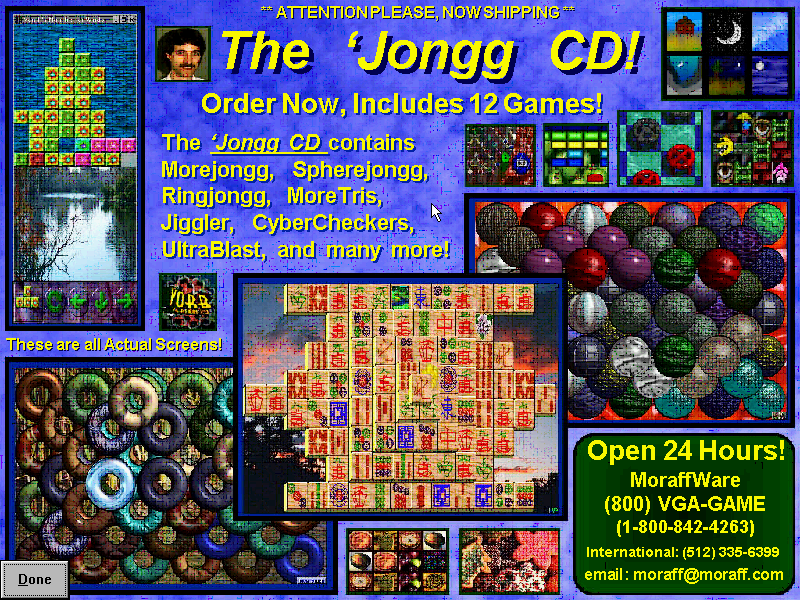 ** ATTENTION PLEASE, NOW SHIPPING **
The ‘Jongg CD!
Order Now, Includes 12 Games!
The ‘Jongg CD contains
Morejongg, Spherejongg,
Ringjongg, MoreTris,
Jiggler, CyberCheckers,
UltraBlast, and many more!
These are all Actual Screens!
Open 24 Hours!
MoraffWare
(800) VGA-GAME
(1-800-842-4263)
International: (512) 335-6399
email: moraff@moraff.com
Done